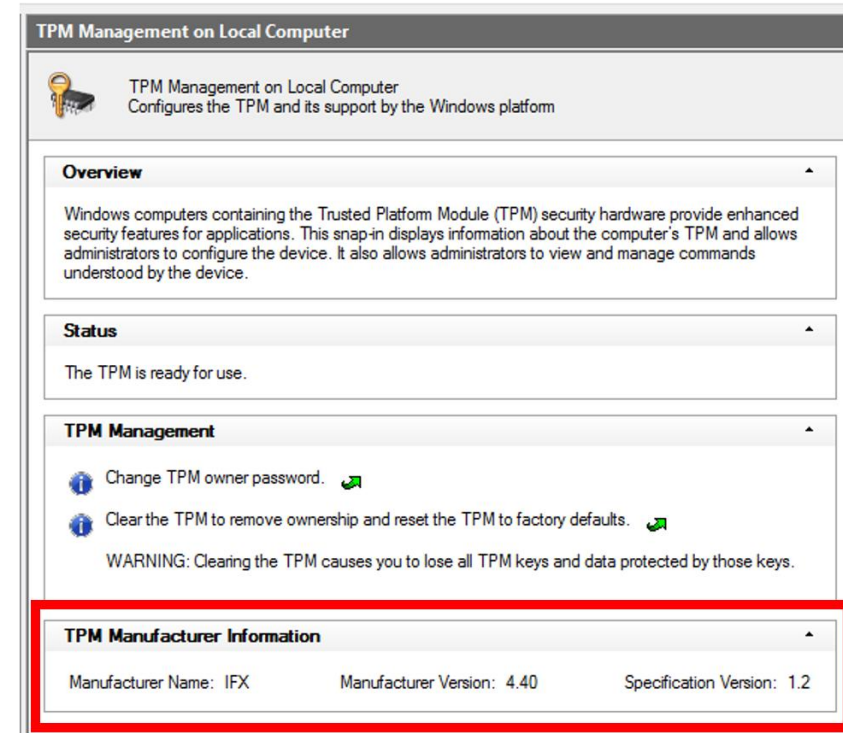 TPM Management on Local Computer
TPM Management on Local Computer
Configures the TPM and its support by the Windows platform
Overview
Windows computers containing the Trusted Platform Module (TPM) security hardware provide enhanced
security features for applications. This snap-in displays information about the computer's TPM and allows
administrators to configure the device. It also allows administrators to view and manage commands
understood by the device.
Status
The TPM is ready for use.
TPM Management
Change TPM owner password.
Clear the TPM to remove ownership and reset the TPM to factory defaults.
WARNING: Clearing the TPM causes you to lose all TPM keys and data protected by those keys.
TPM Manufacturer Information
Manufacturer Name: IFX Manufacturer Version: 4.40 Specification Version: 1.2